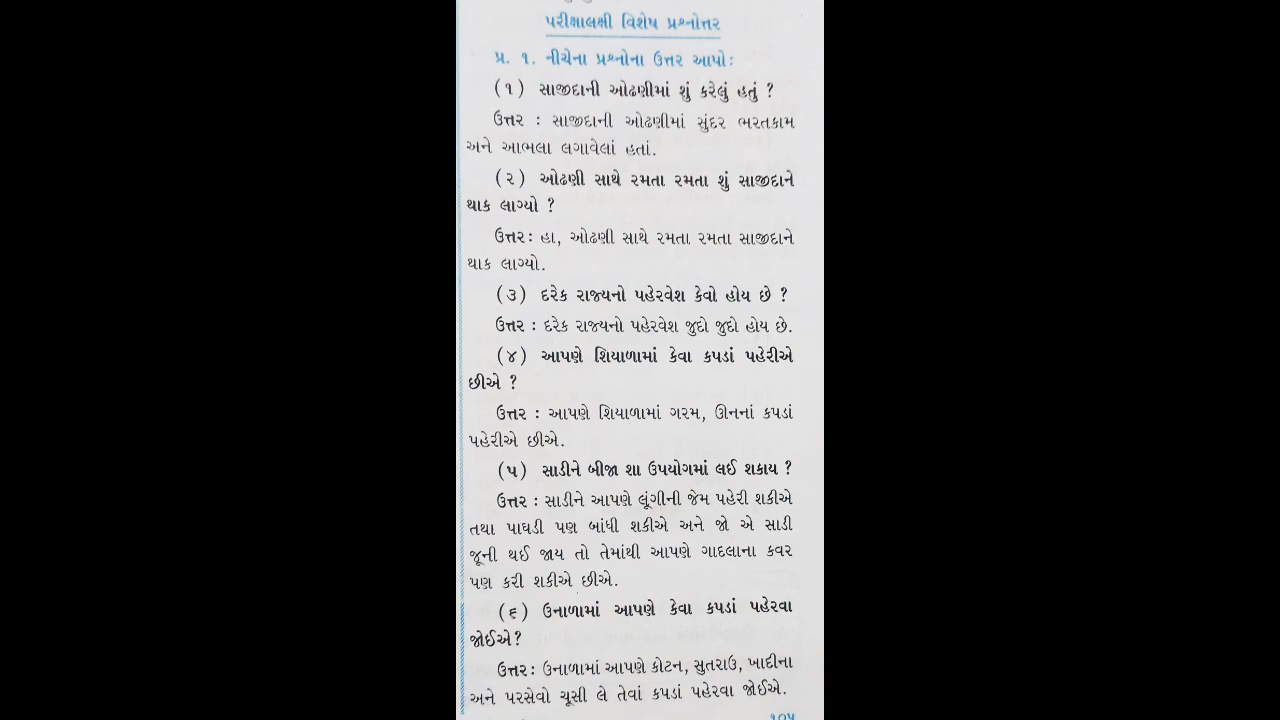 પરીક્ષાલક્ષી વિશેષ પ્રશ્નોત્તર
પ્ર. ૧. નીચેના પ્રશ્નોના ઉત્તર આપો:
(૧) સાજીદાની ઓઢણીમાં શું કરેલું હતું ?
ઉત્તર : સાજીદાની ઓઢણીમાં સુંદર ભરતકામ
અને આભલા લગાવેલાં હતાં.
(૨) ઓઢણી સાથે રમતા રમતા શું સાજીદાને
થાક લાગ્યો ?
ઉત્તર : હા, ઓઢણી સાથે રમતા રમતા સાજીદાને
થાક લાગ્યો.
(૩) દરેક રાજ્યનો પહેરવેશ કેવો હોય છે ?
ઉત્તર : દરેક રાજ્યનો પહેરવેશ જુદો જુદો હોય છે.
(૪) આપણે શિયાળામાં કેવા કપડાં પહેરીએ
છીએ ?
ઉત્તર : આપણે શિયાળામાં ગરમ, ઊનનાં કપડાં
પહેરીએ છીએ.
(૫) સાડીને બીજા શા ઉપયોગમાં લઈ શકાય ?
ઉત્તર : સાડીને આપણે લૂંગીની જેમ પહેરી શકીએ
તથા પાઘડી પણ બાંધી શકીએ અને જો એ સાડી
જૂની થઈ જાય તો તેમાંથી આપણે ગાદલાના કવર
પણ કરી શકીએ છીએ.
(૬) ઉનાળામાં આપણે કેવા કપડાં પહેરવા
જોઈએ?
ઉત્તર : ઉનાળામાં આપણે કોટન, સુતરાઉ, ખાદીના
અને પરસેવો ચૂસી લે તેવાં કપડાં પહેરવા જોઈએ.
૧૦૫